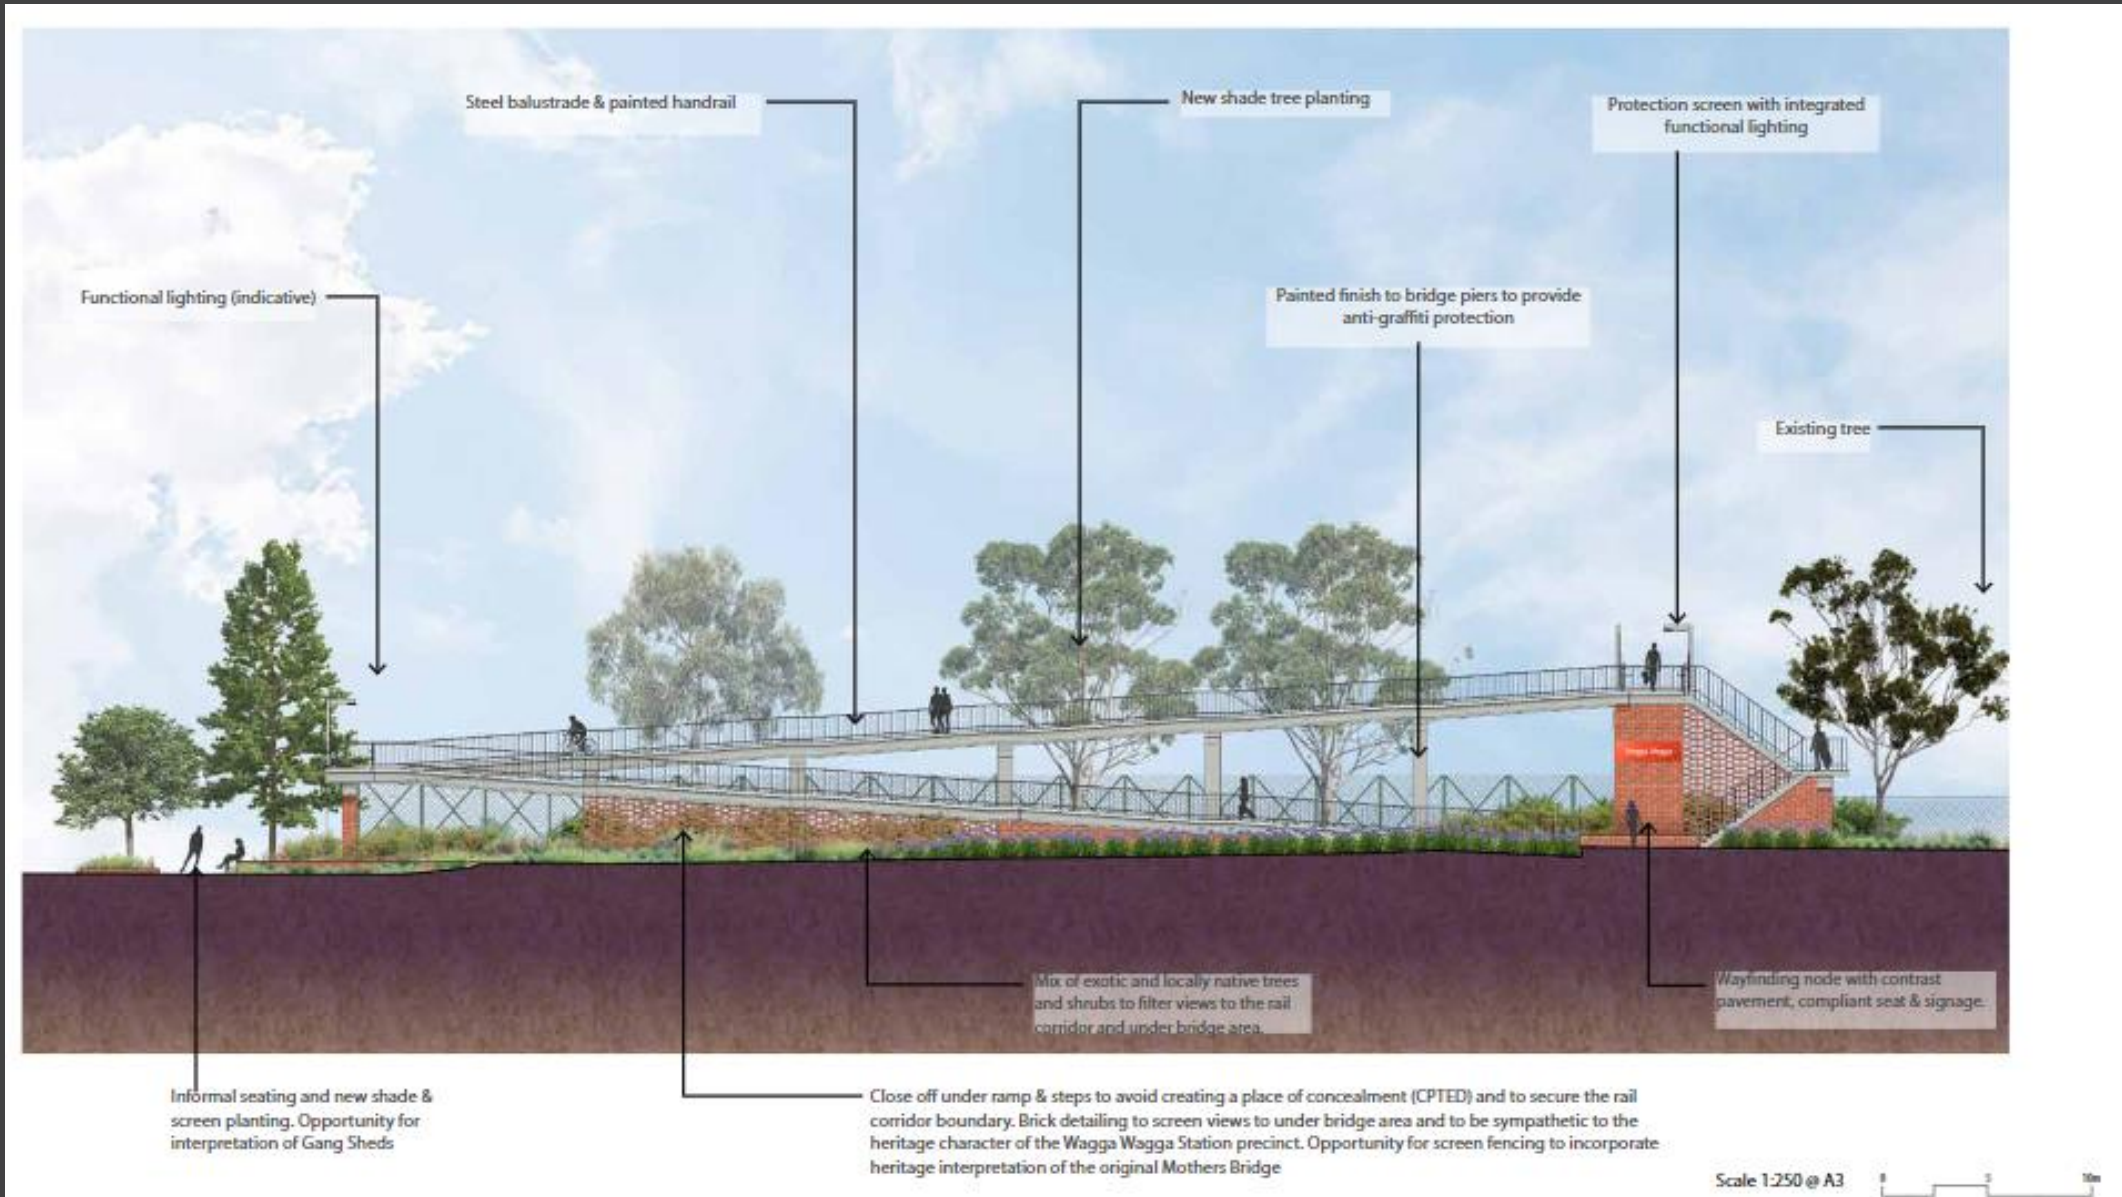 Steel balustrade & painted handrail
New shade tree planting
Protection screen with integrated
functional lighting
Functional lighting (indicative)
Painted finish to bridge piers to provide
anti-graffiti protection
Existing tree
Wagga Wagga
Mix of exotic and locally native trees
and shrubs to filter views to the rail
corridor and under bridge area.
Wayfinding node with contrast
pavement, compliant seat & signage.
Informal seating and new shade &
screen planting. Opportunity for
interpretation of Gang Sheds
Close off under ramp & steps to avoid creating a place of concealment (CPTED) and to secure the rail
corridor boundary. Brick detailing to screen views to under bridge area and to be sympathetic to the
heritage character of the Wagga Wagga Station precinct. Opportunity for screen fencing to incorporate
heritage interpretation of the original Mothers Bridge
Scale 1:250 @ A3
0 5 10m